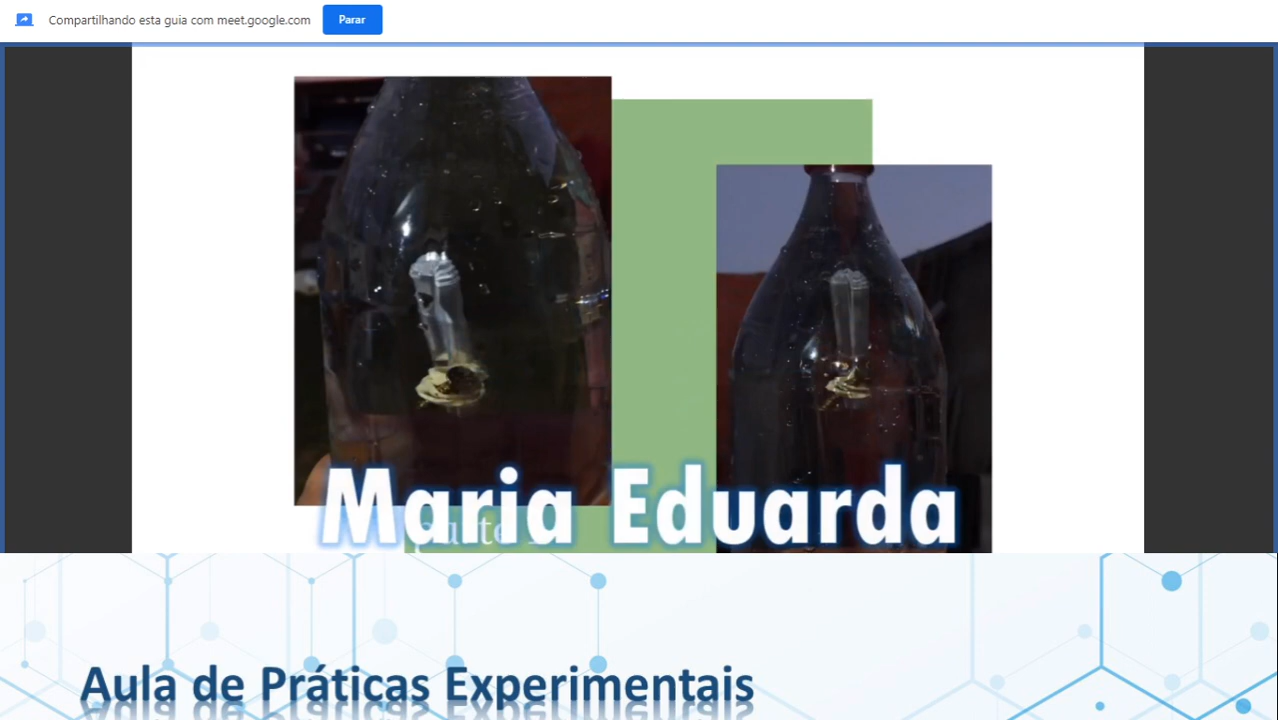 Compartilhando esta guia com meet.google.com
Parar
Maria Eduarda
Aula de Práticas Experimentais